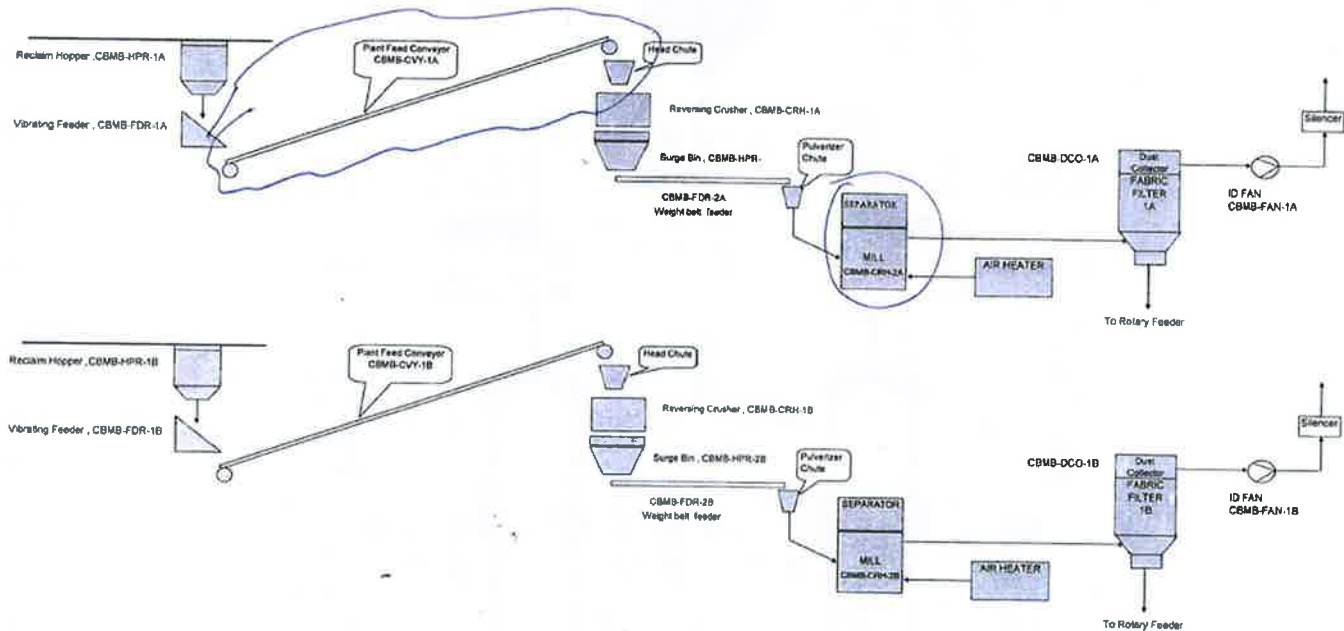 Reclaim Hopper ,CBMB-HPR-1A
Vibrating Feeder , CBMB-FDR-1A
Plant Feed Conveyor
CBMB-CVY-1A
Head Chute
Reversing Crusher , CBMB-CRH-1A
Surge Bin , CBMB-HPR-
CBMB-FDR-2A
Weight belt feeder
Pulverizer
Chute
SEPARATOR
MILL
CBMB-CRH-2A
AIR HEATER
CBMB-DCO-1A
Dust
Collector
FABRIC
FILTER
1A
To Rotary Feeder
ID FAN
CBMB-FAN-1A
Silencer
Reclaim Hopper ,CBMB-HPR-1B
Vibrating Feeder , CBMB-FDR-1B
Plant Feed Conveyor
CBMB-CVY-1B
Head Chute
Reversing Crusher , CBMB-CRH-1B
Surge Bin , CBMB-HPR-2B
CBMB-FDR-2B
Weight belt feeder
Pulverizer
Chute
SEPARATOR
MILL
CBMB-CRH-2B
AIR HEATER
CBMB-DCO-1B
Dust
Collector
FABRIC
FILTER
1B
To Rotary Feeder
ID FAN
CBMB-FAN-1B
Silencer